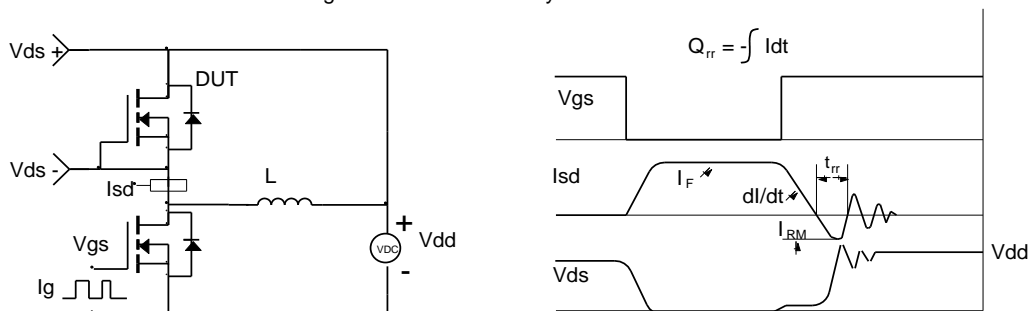 Vds +
DUT
Vds -
Isd
L
Vgs
Ig
VDC
+
-
Vdd
Qrr = -∫ Idt
Vgs
Isd
IF
dI/dt
trr
IRM
Vds
Vdd